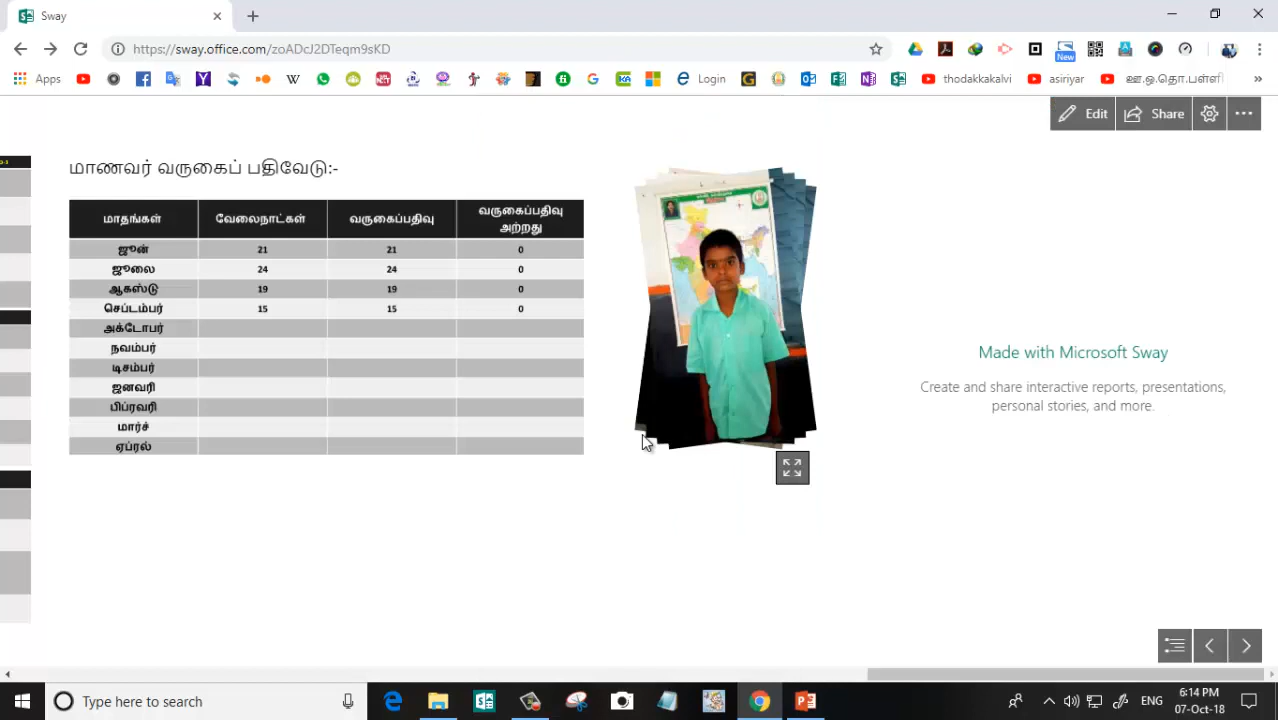 Sway
https://sway.office.com/zoADcJ2DTeqm9sKD
New
Apps
Login
thodakkakalvi
asiriyar
ஊ.ஒ.தொ.பள்ளி
Edit
Share
மாணவர் வருகைப் பதிவேடு:-
மாதங்கள் வேலைநாட்கள் வருகைப்பதிவு வருகைப்பதிவு அற்றது
ஜூன் 21 21 0
ஜூலை 24 24 0
ஆகஸ்டு 19 19 0
செப்டம்பர் 15 15 0
அக்டோபர்
நவம்பர்
டிசம்பர்
ஜனவரி
பிப்ரவரி
மார்ச்
ஏப்ரல்
Made with Microsoft Sway
Create and share interactive reports, presentations,
personal stories, and more.
Type here to search
ENG
6:14 PM
07-Oct-18